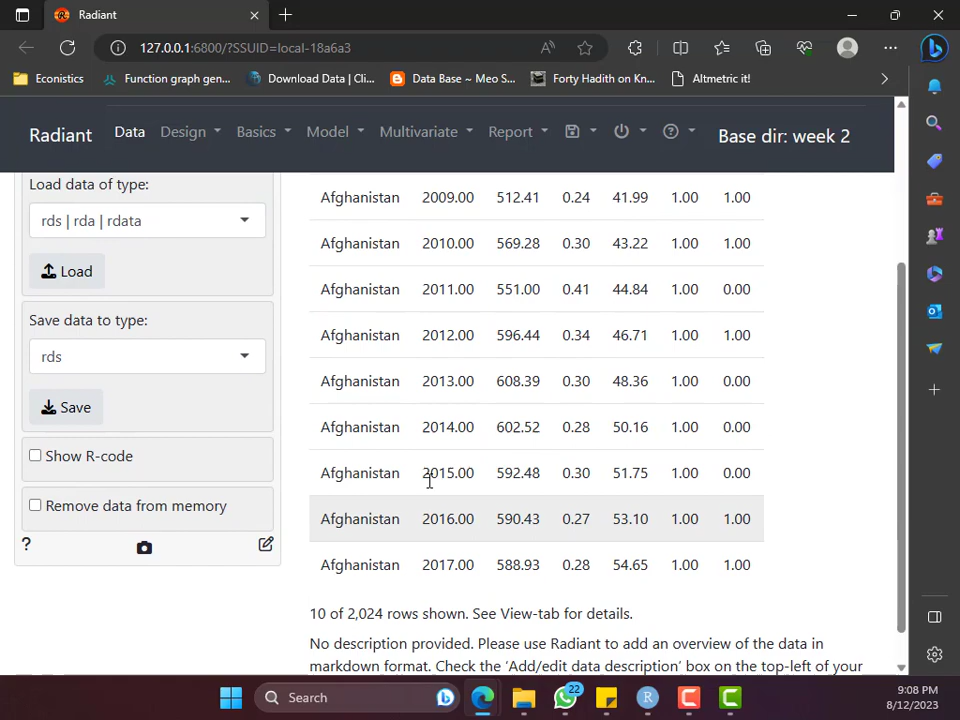 Radiant
127.0.0.1:6800/?SSUID=local-18a6a3
Econistics
Function graph gen...
Download Data | Cli...
Data Base ~ Meo S...
Forty Hadith on Kn...
Altmetric it!
Radiant Data Design Basics Model Multivariate Report Base dir: week 2
Load data of type:
rds | rda | rdata
Load
Save data to type:
rds
Save
Show R-code
Remove data from memory
?
Afghanistan 2009.00 512.41 0.24 41.99 1.00 1.00
Afghanistan 2010.00 569.28 0.30 43.22 1.00 1.00
Afghanistan 2011.00 551.00 0.41 44.84 1.00 0.00
Afghanistan 2012.00 596.44 0.34 46.71 1.00 1.00
Afghanistan 2013.00 608.39 0.30 48.36 1.00 0.00
Afghanistan 2014.00 602.52 0.28 50.16 1.00 0.00
Afghanistan 2015.00 592.48 0.30 51.75 1.00 0.00
Afghanistan 2016.00 590.43 0.27 53.10 1.00 1.00
Afghanistan 2017.00 588.93 0.28 54.65 1.00 1.00
10 of 2,024 rows shown. See View-tab for details.
No description provided. Please use Radiant to add an overview of the data in
markdown format. Check the ‘Add/edit data description’ box on the top-left of your
Search
22
9:08 PM
8/12/2023